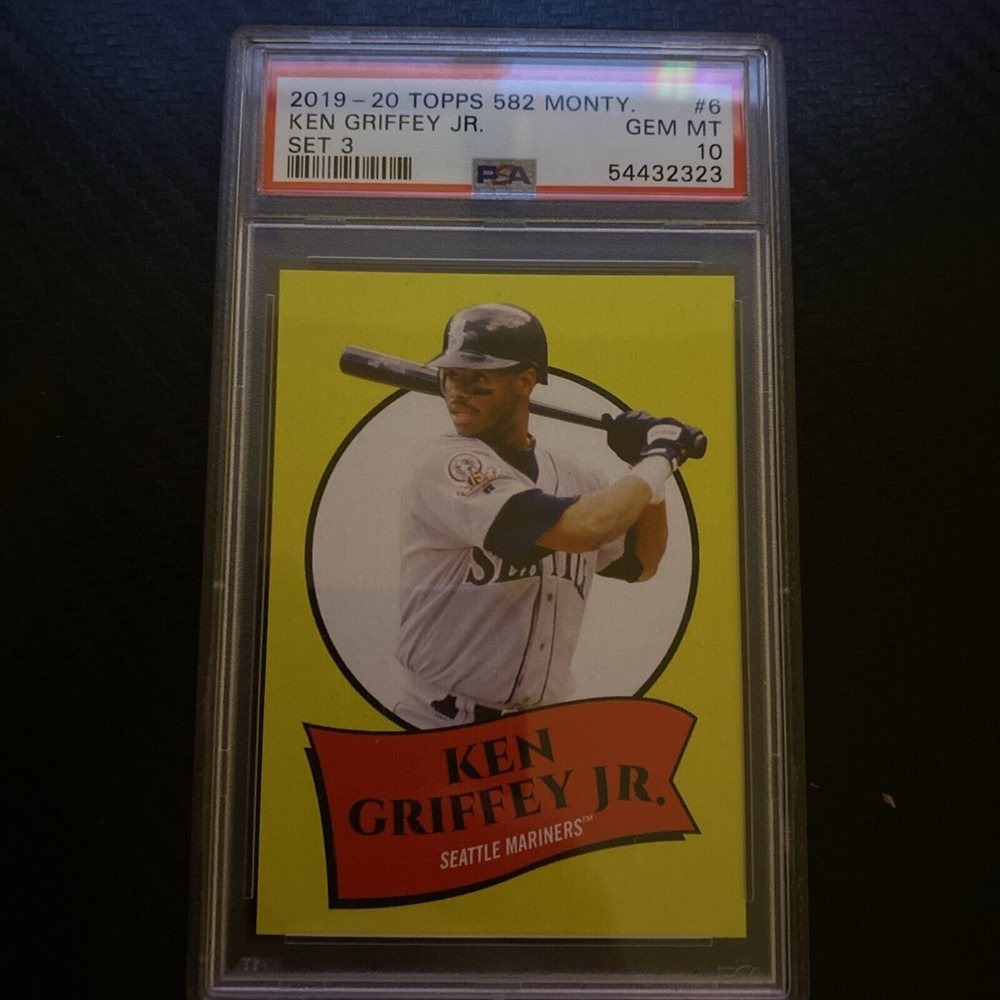 2019-20 TOPPS 582 MONTY. #6
KEN GRIFFEY JR. GEM MT
SET 3 10
PSA 54432323
KEN
GRIFFEY JR.
SEATTLE MARINERS™